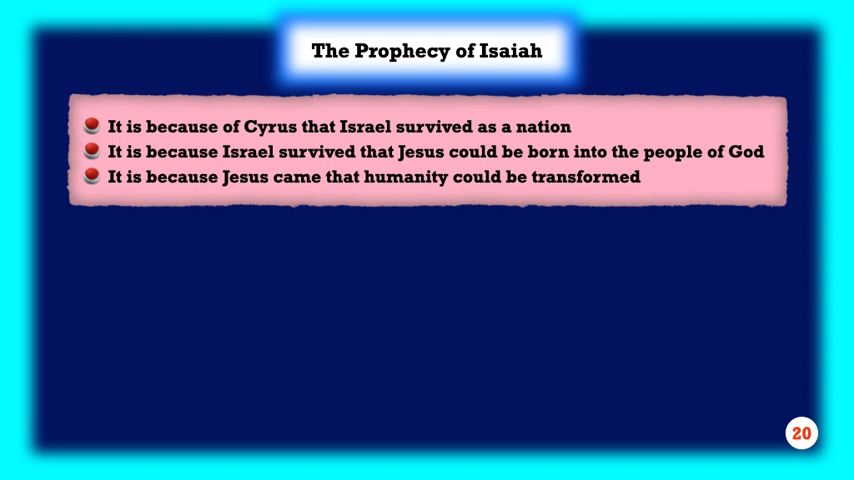 The Prophecy of Isaiah
It is because of Cyrus that Israel survived as a nation
It is because Israel survived that Jesus could be born into the people of God
It is because Jesus came that humanity could be transformed
20